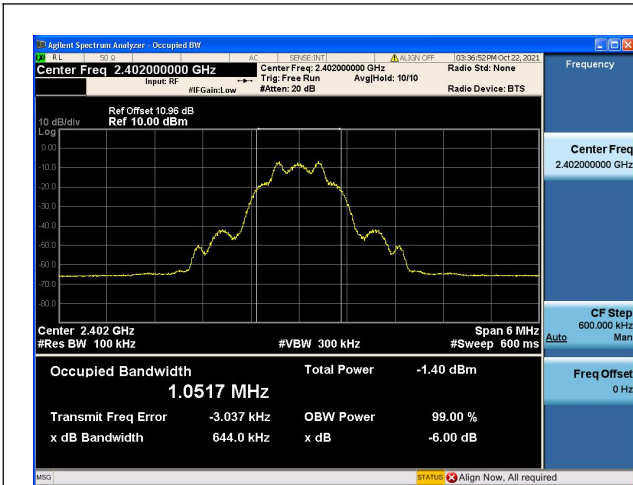 Agilent Spectrum Analyzer - Occupied BW
RL 50 Ω AC SENSE:INT ALIGN OFF 03:36:52 PM Oct 22, 2021
Center Freq 2.402000000 GHz
Center Freq: 2.402000000 GHz
Radio Std: None
Input: RF
Trig: Free Run Avg|Hold: 10/10
#IFGain:Low
#Atten: 20 dB
Radio Device: BTS
Ref Offset 10.96 dB
10 dB/div Ref 10.00 dBm
Log
0.00
-10.0
-20.0
-30.0
-40.0
-50.0
-60.0
-70.0
-80.0
Center 2.402 GHz Span 6 MHz
#Res BW 100 kHz #VBW 300 kHz #Sweep 600 ms
Occupied Bandwidth Total Power -1.40 dBm
1.0517 MHz
Transmit Freq Error -3.037 kHz OBW Power 99.00 %
x dB Bandwidth 644.0 kHz x dB -6.00 dB
MSG STATUS Align Now, All required
Frequency
Center Freq
2.402000000 GHz
CF Step
600.000 kHz
Auto Man
Freq Offset
0 Hz